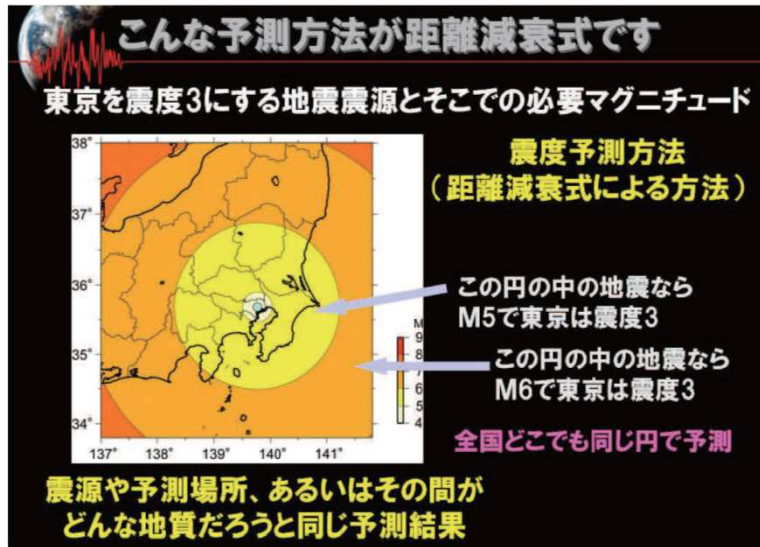 こんな予測方法が距離減衰式です
東京を震度3にする地震震源とそこでの必要マグニチュード
震度予測方法
（距離減衰式による方法）
38°
37°
36°
35°
34°
137°
138°
139°
140°
141°
M
9
8
7
6
5
4
この円の中の地震なら
M5で東京は震度3
この円の中の地震なら
M6で東京は震度3
全国どこでも同じ円で予測
震源や予測場所、あるいはその間が
どんな地質だろうと同じ予測結果